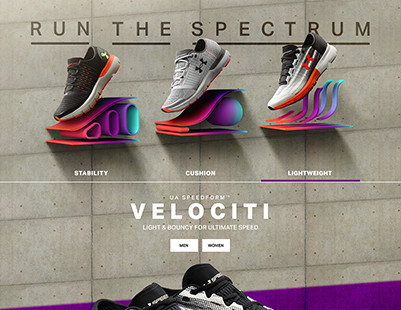 RUN THE SPECTRUM
STABILITY
CUSHION
LIGHTWEIGHT
UA SPEEDFORM™
VELOCITI
LIGHT & BOUNCY FOR ULTIMATE SPEED.
MEN
WOMEN